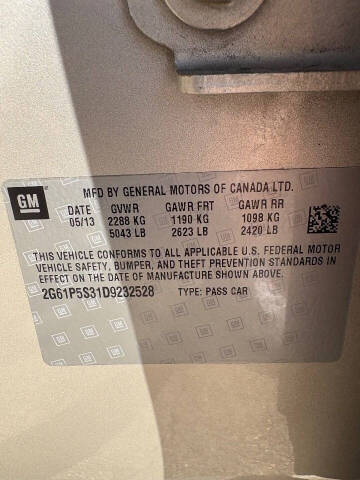 GM
MFD BY GENERAL MOTORS OF CANADA LTD.
DATE GVWR GAWR FRT GAWR RR
05/13 2288 KG 1190 KG 1098 KG
5043 LB 2623 LB 2420 LB
THIS VEHICLE CONFORMS TO ALL APPLICABLE U.S. FEDERAL MOTOR
VEHICLE SAFETY, BUMPER, AND THEFT PREVENTION STANDARDS IN
EFFECT ON THE DATE OF MANUFACTURE SHOWN ABOVE.
2G61P5S31D9232528 TYPE: PASS CAR